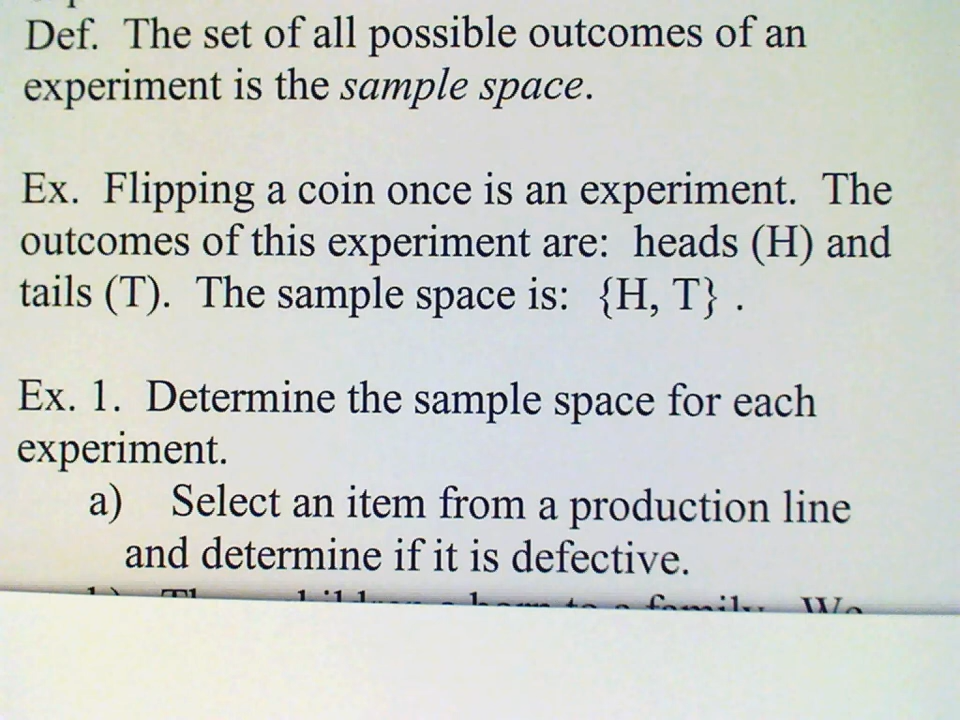 Def. The set of all possible outcomes of an
experiment is the sample space.
Ex. Flipping a coin once is an experiment. The
outcomes of this experiment are: heads (H) and
tails (T). The sample space is: {H, T} .
Ex. 1. Determine the sample space for each
experiment.
a) Select an item from a production line
and determine if it is defective.